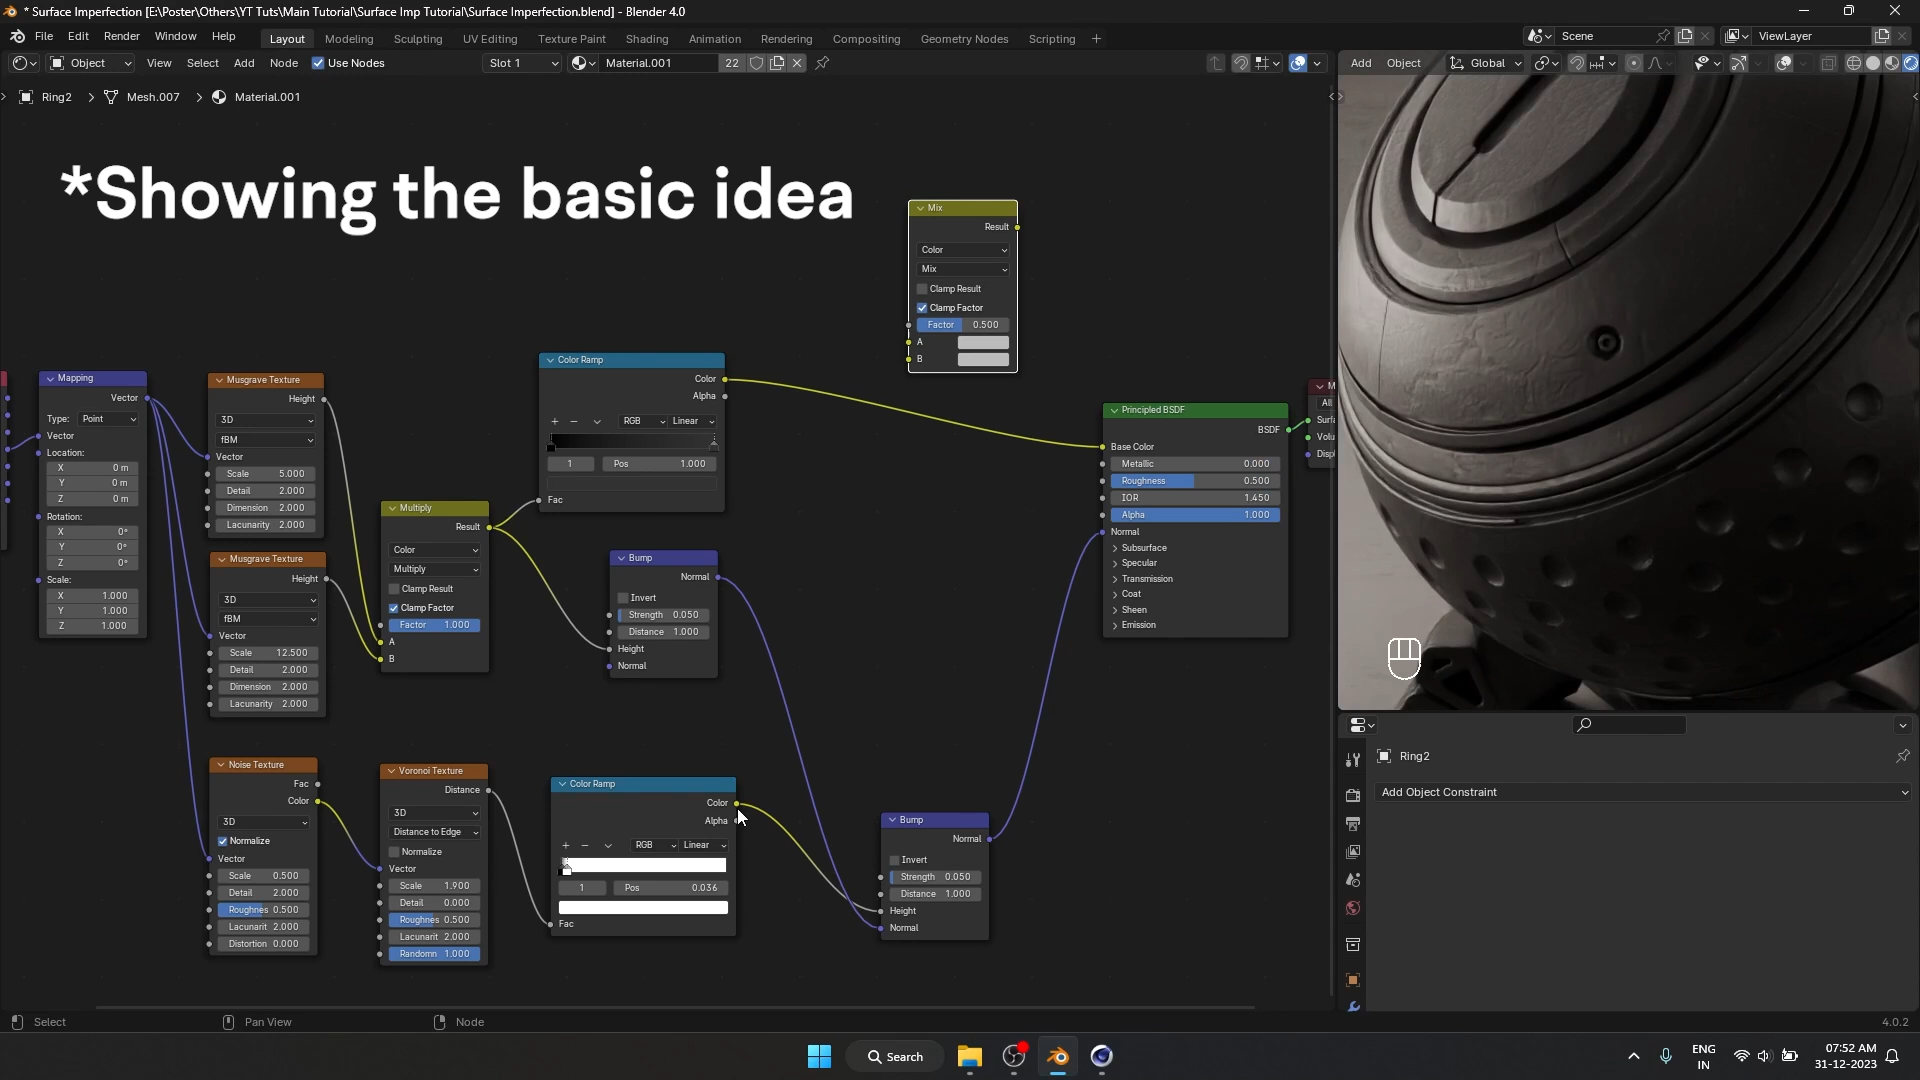 * Surface Imperfection [E:\Poster\Others\YT Tuts\Main Tutorial\Surface Imp Tutorial\Surface Imperfection.blend] - Blender 4.0
File Edit Render Window Help Layout Modeling Sculpting UV Editing Texture Paint Shading Animation Rendering Compositing Geometry Nodes Scripting + Scene ViewLayer
Object View Select Add Node Use Nodes Slot 1 Material.001 22
Add Object Global
Ring2 > Mesh.007 > Material.001
*Showing the basic idea
Mix
Result
Color
Mix
Clamp Result
Clamp Factor
Factor 0.500
A
B
Mapping
Vector
Type: Point
Vector
Location:
X 0 m
Y 0 m
Z 0 m
Rotation:
X 0°
Y 0°
Z 0°
Scale:
X 1.000
Y 1.000
Z 1.000
Musgrave Texture
Height
3D
fBM
Vector
Scale 5.000
Detail 2.000
Dimension 2.000
Lacunarity 2.000
Musgrave Texture
Height
3D
fBM
Vector
Scale 12.500
Detail 2.000
Dimension 2.000
Lacunarity 2.000
Multiply
Result
Color
Multiply
Clamp Result
Clamp Factor
Factor 1.000
A
B
Color Ramp
Color
Alpha
+ − RGB Linear
1 Pos 1.000
Fac
Bump
Normal
Invert
Strength 0.050
Distance 1.000
Height
Normal
Principled BSDF
BSDF
Base Color
Metallic 0.000
Roughness 0.500
IOR 1.450
Alpha 1.000
Normal
Subsurface
Specular
Transmission
Coat
Sheen
Emission
M
All
Surfa
Volu
Displ
Noise Texture
Fac
Color
3D
Normalize
Vector
Scale 0.500
Detail 2.000
Roughnes 0.500
Lacunarit 2.000
Distortion 0.000
Voronoi Texture
Distance
3D
Distance to Edge
Normalize
Vector
Scale 1.900
Detail 0.000
Roughnes 0.500
Lacunarit 2.000
Randomn 1.000
Color Ramp
Color
Alpha
+ − RGB Linear
1 Pos 0.036
Fac
Bump
Normal
Invert
Strength 0.050
Distance 1.000
Height
Normal
Ring2
Add Object Constraint
Select Pan View Node 4.0.2
Search
ENG
IN
07:52 AM
31-12-2023